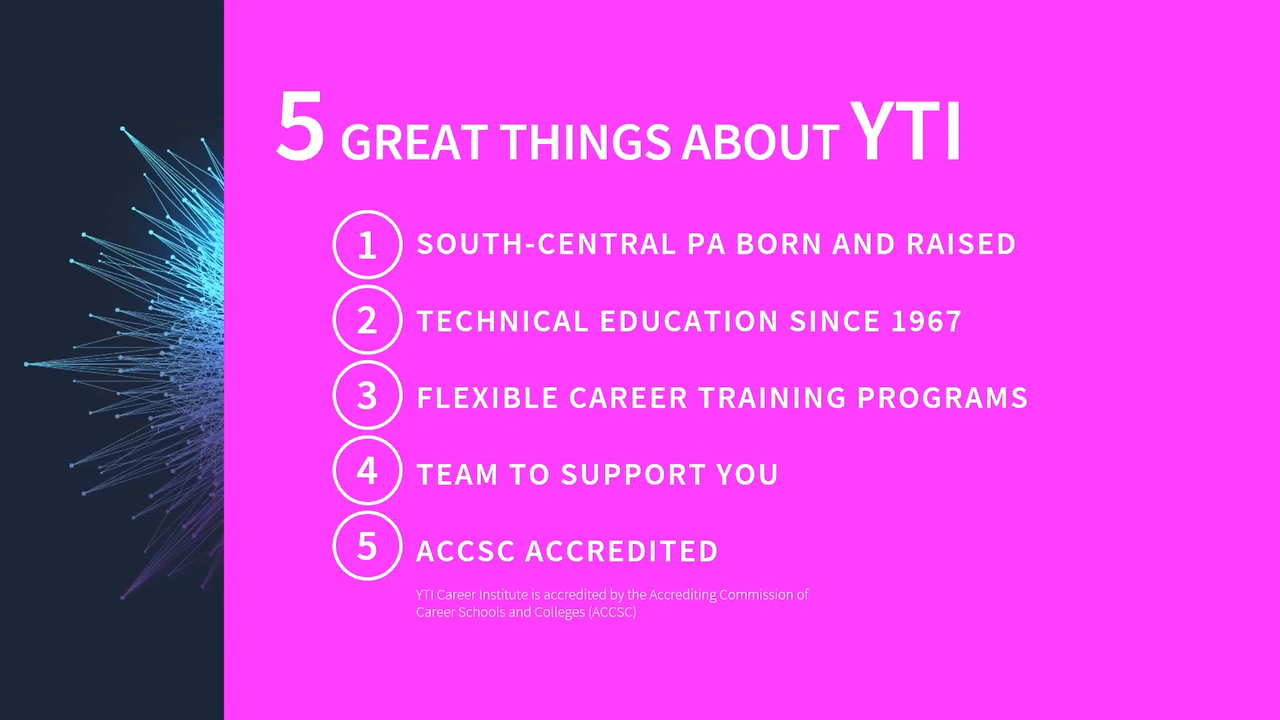 5 GREAT THINGS ABOUT YTI
1 SOUTH-CENTRAL PA BORN AND RAISED
2 TECHNICAL EDUCATION SINCE 1967
3 FLEXIBLE CAREER TRAINING PROGRAMS
4 TEAM TO SUPPORT YOU
5 ACCSC ACCREDITED
YTI Career Institute is accredited by the Accrediting Commission of
Career Schools and Colleges (ACCSC)